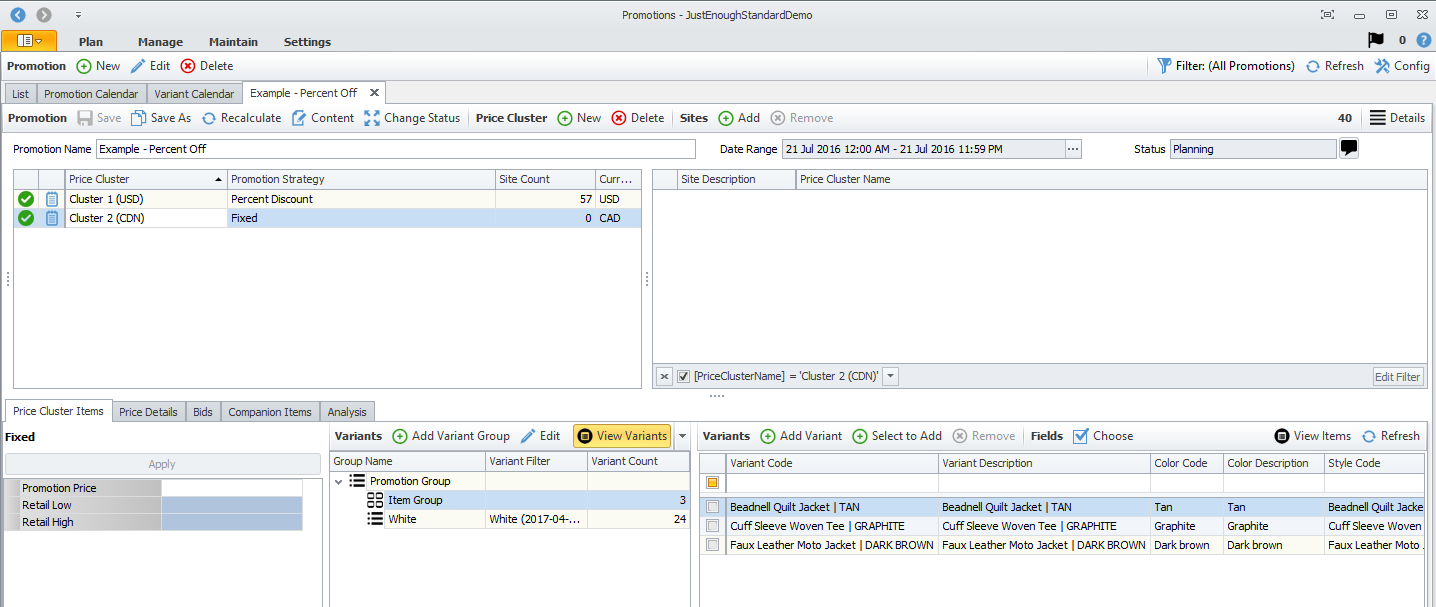 Promotions - JustEnoughStandardDemo
Plan Manage Maintain Settings 0 ?
Promotion New Edit Delete Filter: (All Promotions) Refresh Config
List Promotion Calendar Variant Calendar Example - Percent Off
Promotion Save Save As Recalculate Content Change Status Price Cluster New Delete Sites Add Remove 40 Details
Promotion Name Example - Percent Off Date Range 21 Jul 2016 12:00 AM - 21 Jul 2016 11:59 PM ... Status Planning
Price Cluster Promotion Strategy Site Count Curr... Site Description Price Cluster Name
Cluster 1 (USD) Percent Discount 57 USD
Cluster 2 (CDN) Fixed 0 CAD
[PriceClusterName] = 'Cluster 2 (CDN)' Edit Filter
Price Cluster Items Price Details Bids Companion Items Analysis
Fixed Variants Add Variant Group Edit View Variants Variants Add Variant Select to Add Remove Fields Choose View Items Refresh
Apply Group Name Variant Filter Variant Count Variant Code Variant Description Color Code Color Description Style Code
Promotion Price Promotion Group
Retail Low Item Group 3 Beadnell Quilt Jacket | TAN Beadnell Quilt Jacket | TAN Tan Tan Beadnell Quilt Jacke
Retail High White White (2017-04-... 24 Cuff Sleeve Woven Tee | GRAPHITE Cuff Sleeve Woven Tee | GRAPHITE Graphite Graphite Cuff Sleeve Woven
Faux Leather Moto Jacket | DARK BROWN Faux Leather Moto Jacket | DARK BROWN Dark brown Dark brown Faux Leather Moto